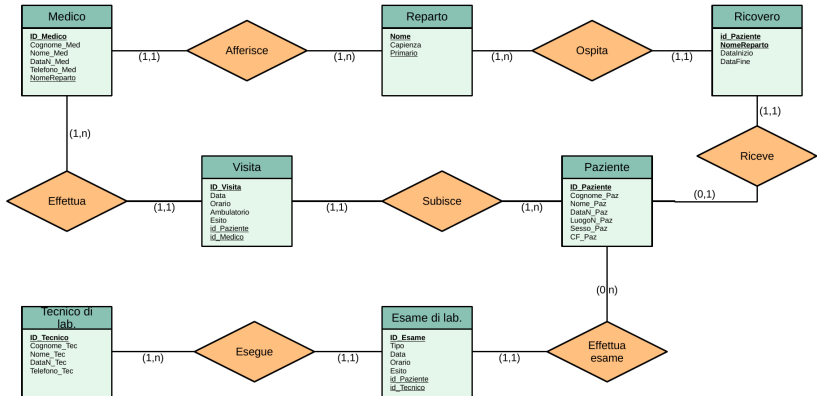 Medico
ID_Medico
Cognome_Med
Nome_Med
DataN_Med
Telefono_Med
NomeReparto
(1,1)
Afferisce
(1,n)
Reparto
Nome
Capienza
Primario
(1,n)
Ospita
(1,1)
Ricovero
id_Paziente
NomeReparto
DataInizio
DataFine
(1,n)
(1,1)
Effettua
(1,1)
Visita
ID_Visita
Data
Orario
Ambulatorio
Esito
id_Paziente
id_Medico
(1,1)
Subisce
(1,n)
Paziente
ID_Paziente
Cognome_Paz
Nome_Paz
DataN_Paz
LuogoN_Paz
Sesso_Paz
CF_Paz
(0,1)
Riceve
(0,n)
Tecnico di
lab.
ID_Tecnico
Cognome_Tec
Nome_Tec
DataN_Tec
Telefono_Tec
(1,n)
Esegue
(1,1)
Esame di lab.
ID_Esame
Tipo
Data
Orario
Esito
id_Paziente
id_Tecnico
(1,1)
Effettua
esame